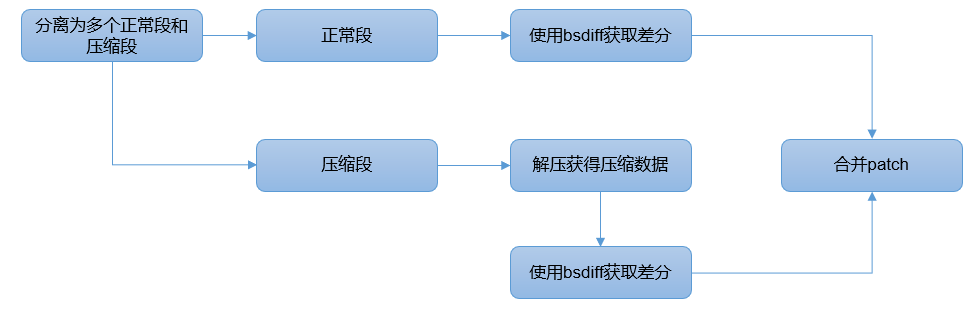 分离为多个正常段和
压缩段
正常段
使用bsdiff获取差分
压缩段
解压获得压缩数据
合并patch
使用bsdiff获取差分